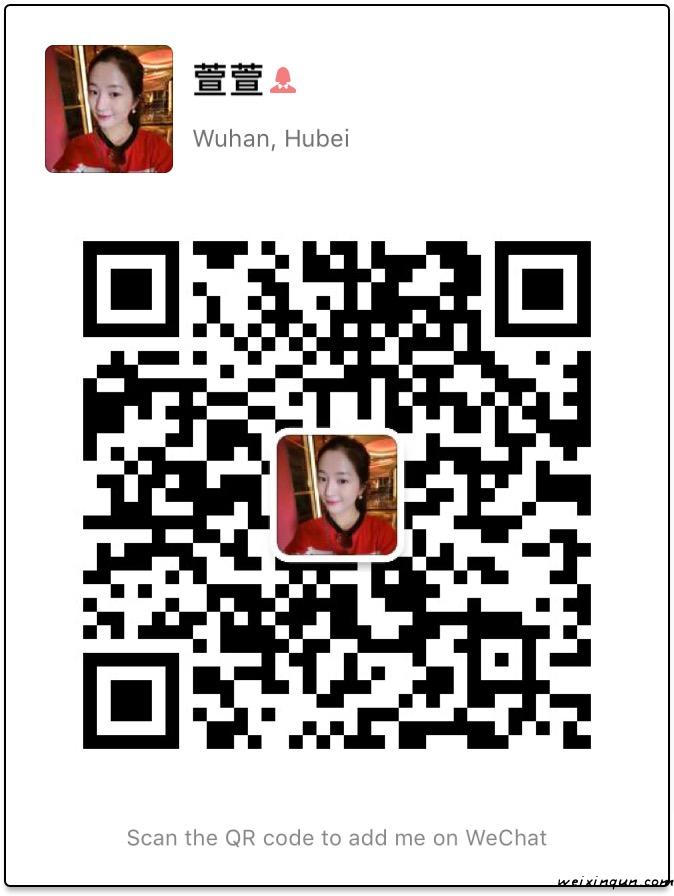 萱萱
Wuhan, Hubei
Scan the QR code to add me on WeChat
weixinqun.com